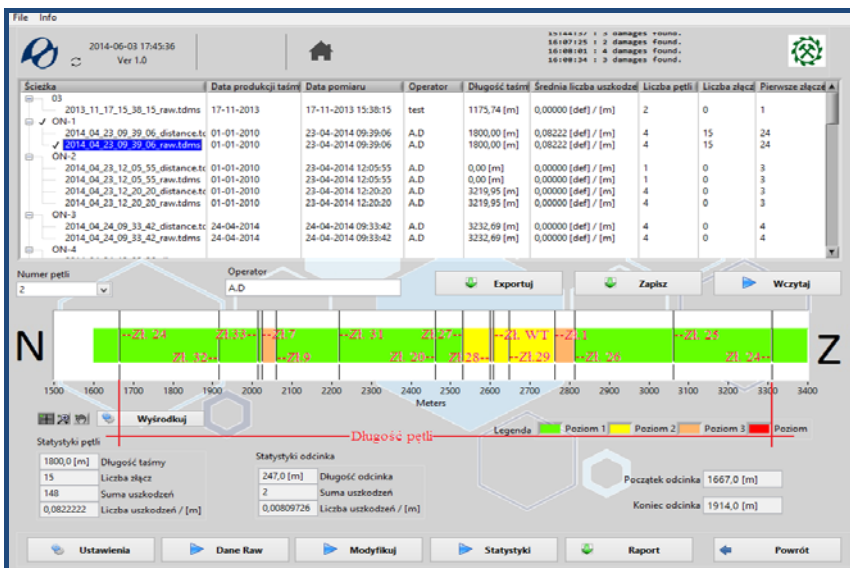 File Info
2014-06-03 17:45:36
Ver 1.0
15:44:57 : 3 damages found.
16:07:25 : 2 damages found.
16:08:01 : 4 damages found.
16:08:34 : 3 damages found.
Ścieżka Data produkcji taśm Data pomiaru Operator Długość taśm Średnia liczba uszkodze Liczba pętli Liczba złącz Pierwsze złącze
03
2013_11_17_15_38_15_raw.tdms 17-11-2013 17-11-2013 15:38:15 test 1175,74 [m] 0,00000 [def] / [m] 2 0 1
ON-1
2014_04_23_09_39_06_distance.tc 01-01-2010 23-04-2014 09:39:06 A.D 1800,00 [m] 0,08222 [def] / [m] 4 15 24
2014_04_23_09_39_06_raw.tdms 01-01-2010 23-04-2014 09:39:06 A.D 1800,00 [m] 0,08222 [def] / [m] 4 15 24
ON-2
2014_04_23_12_05_55_distance.tc 01-01-2010 23-04-2014 12:05:55 A.D 0,00 [m] 0,00000 [def] / [m] 1 0 3
2014_04_23_12_05_55_raw.tdms 01-01-2010 23-04-2014 12:05:55 A.D 0,00 [m] 0,00000 [def] / [m] 1 0 3
2014_04_23_12_20_20_distance.tc 01-01-2010 23-04-2014 12:20:20 A.D 3219,95 [m] 0,00000 [def] / [m] 4 0 3
2014_04_23_12_20_20_raw.tdms 01-01-2010 23-04-2014 12:20:20 A.D 3219,95 [m] 0,00000 [def] / [m] 4 0 3
ON-3
2014_04_24_09_33_42_distance.tc 24-04-2014 24-04-2014 09:33:42 A.D 3232,69 [m] 0,00000 [def] / [m] 4 0 4
2014_04_24_09_33_42_raw.tdms 24-04-2014 24-04-2014 09:33:42 A.D 3232,69 [m] 0,00000 [def] / [m] 4 0 4
ON-4
Numer pętli Operator
2 A.D Exportuj Zapisz Wczytaj
--Zł. 24 Zł.33-- --Zł.7 --Zł. 31 Zł.27-- --Zł. WT --Zł.1 --Zł. 25
N Z
Zł. 32-- --Zł.9 Zł. 20-- Zł.28-- --Zł.29 --Zł. 26 Zł. 24--
1500 1600 1700 1800 1900 2000 2100 2200 2300 2400 2500 2600 2700 2800 2900 3000 3100 3200 3300 3400
Meters
Wyśrodkuj
--Długość pętli
Legenda Poziom 1 Poziom 2 Poziom 3 Poziom
Statystyki pętli
1800,0 [m] Długość taśmy
15 Liczba złącz
148 Suma uszkodzeń
0,0822222 Liczba uszkodzeń / [m]
Statystyki odcinka
247,0 [m] Długość odcinka
2 Suma uszkodzeń
0,00809726 Liczba uszkodzeń / [m]
Początek odcinka 1667,0 [m]
Koniec odcinka 1914,0 [m]
Ustawienia Dane Raw Modyfikuj Statystyki Raport Powrót